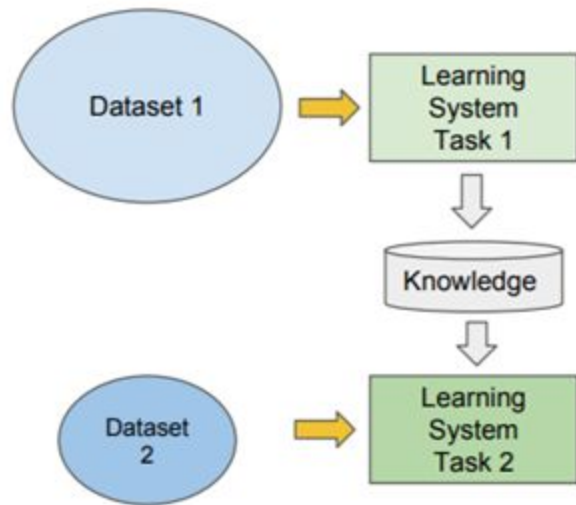 Dataset 1
Learning
System
Task 1
Knowledge
Dataset
2
Learning
System
Task 2